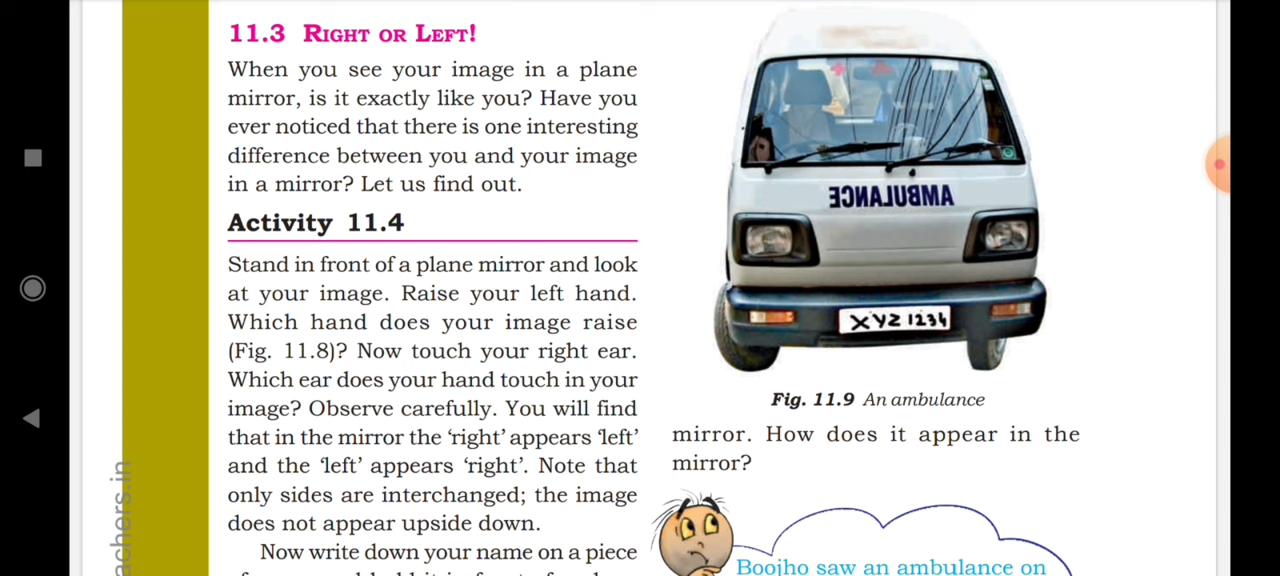 11.3 RIGHT OR LEFT!
When you see your image in a plane
mirror, is it exactly like you? Have you
ever noticed that there is one interesting
difference between you and your image
in a mirror? Let us find out.
Activity 11.4
Stand in front of a plane mirror and look
at your image. Raise your left hand.
Which hand does your image raise
(Fig. 11.8)? Now touch your right ear.
Which ear does your hand touch in your
image? Observe carefully. You will find
that in the mirror the ‘right’ appears ‘left’
and the ‘left’ appears ‘right’. Note that
only sides are interchanged; the image
does not appear upside down.
Now write down your name on a piece
achers.in
AMBULANCE
XYZ 1234
Fig. 11.9 An ambulance
mirror. How does it appear in the
mirror?
Boojho saw an ambulance on